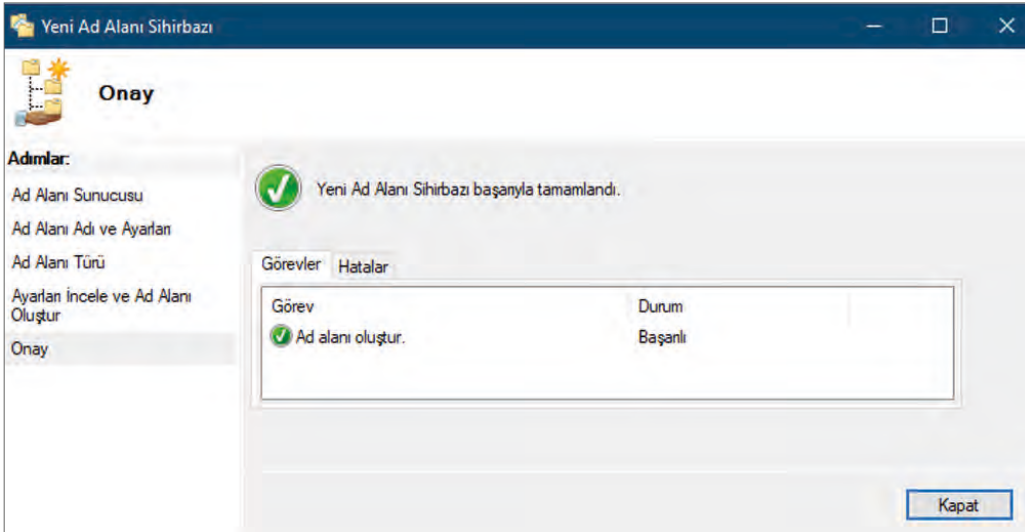 Yeni Ad Alanı Sihirbazı
Onay
Adımlar:
Ad Alanı Sunucusu
Ad Alanı Adı ve Ayarları
Ad Alanı Türü
Ayarları İncele ve Ad Alanı
Oluştur
Onay
Yeni Ad Alanı Sihirbazı başarıyla tamamlandı.
Görevler Hatalar
Görev Durum
Ad alanı oluştur. Başarılı
Kapat